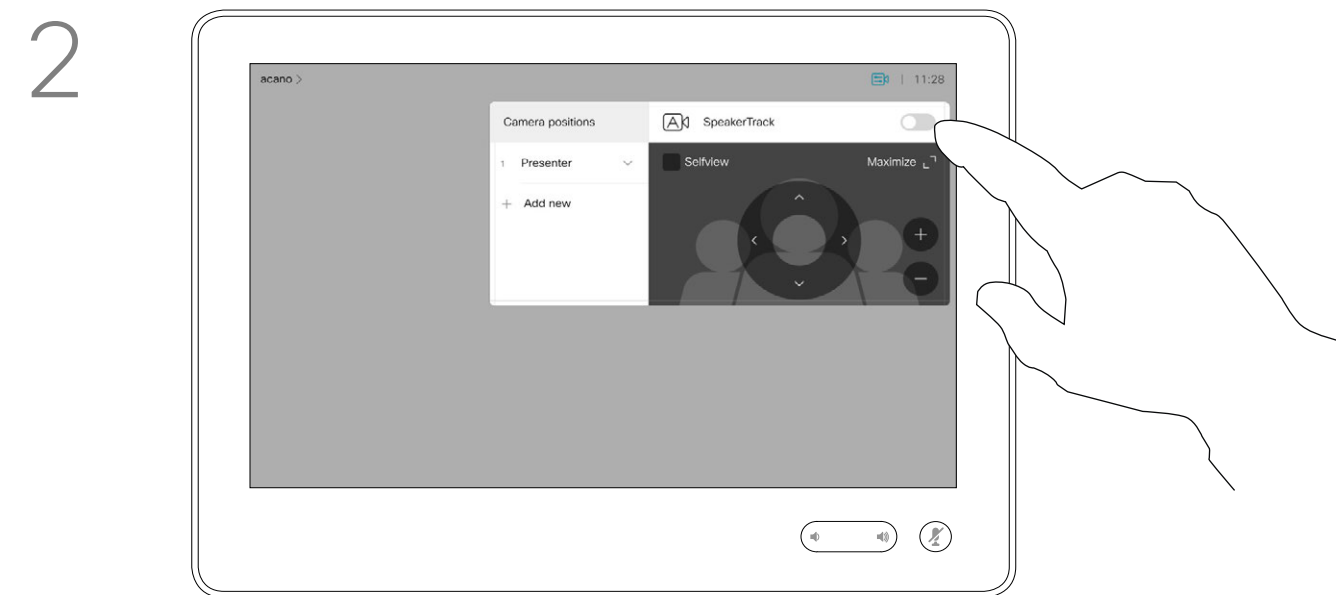 2
acano >
11:28
Camera positions
A SpeakerTrack
1 Presenter
Selfview
Maximize
+ Add new
+
−